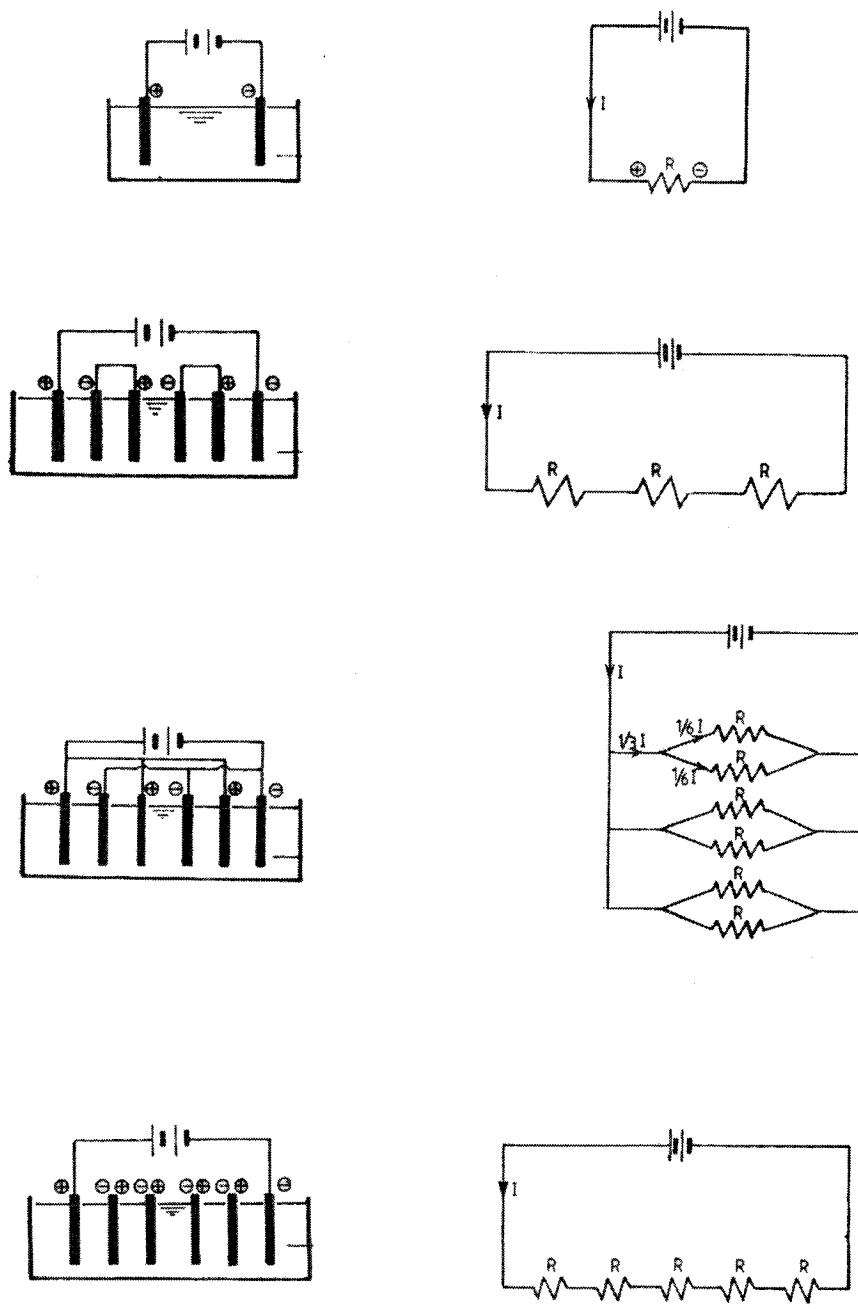 ⊕ ⊖
I
⊕ R ⊖
⊕ ⊖ ⊕ ⊖ ⊕ ⊖
I
R R R
I
1/3 I 1/6 I R
1/6 I R
R
R
R
R
⊕ ⊖ ⊕ ⊖ ⊕ ⊖
⊕ ⊖ ⊕ ⊖ ⊕ ⊖ ⊕ ⊖ ⊕ ⊖
I
R R R R R